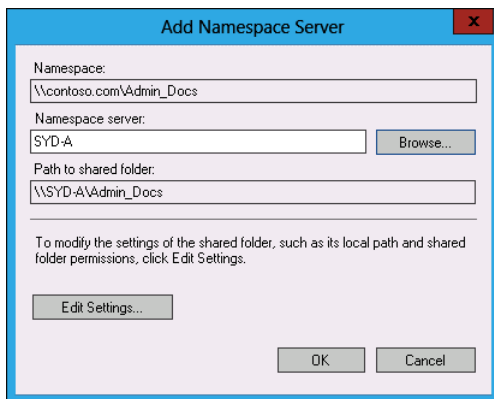 Add Namespace Server
x
Namespace:
\\contoso.com\Admin_Docs
Namespace server:
SYD-A
Browse...
Path to shared folder:
\\SYD-A\Admin_Docs
To modify the settings of the shared folder, such as its local path and shared
folder permissions, click Edit Settings.
Edit Settings...
OK
Cancel